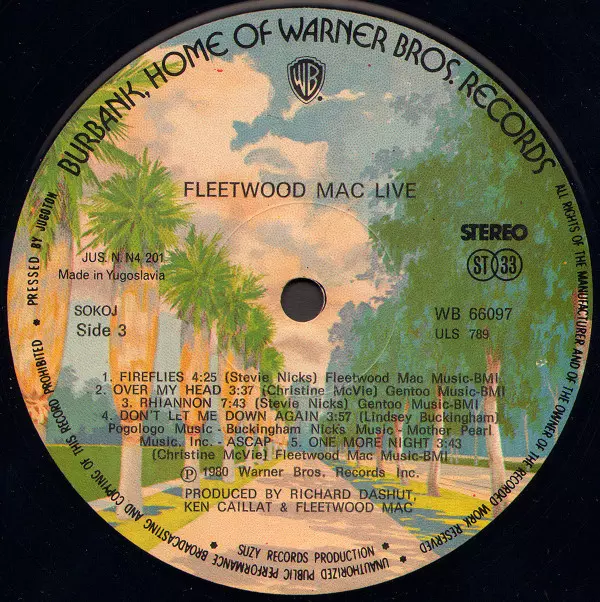 BURBANK, HOME OF WARNER BROS. RECORDS
WB
FLEETWOOD MAC LIVE
STEREO
JUS. N. N4 201
Made in Yugoslavia
ST 33
SOKOJ
Side 3
WB 66097
ULS 789
1. FIREFLIES 4:25 (Stevie Nicks) Fleetwood Mac Music-BMI
2. OVER MY HEAD 3:37 (Christine McVie) Gentoo Music-BMI
3. RHIANNON 7:43 (Stevie Nicks) Gentoo Music-BMI
4. DON'T LET ME DOWN AGAIN 3:57 (Lindsey Buckingham)
Pogologo Music - Buckingham Nicks Music - Mother Pearl
Music. Inc. - ASCAP 5. ONE MORE NIGHT 3:43
(Christine McVie) Fleetwood Mac Music-BMI
Ⓟ 1980 Warner Bros. Records Inc.
PRODUCED BY RICHARD DASHUT,
KEN CAILLAT & FLEETWOOD MAC
ALL RIGHTS OF THE MANUFACTURER AND OF THE OWNER OF THE RECORDED WORK RESERVED * UNAUTHORIZED PUBLIC PERFORMANCE BROADCASTING AND COPYING OF THIS RECORD PROHIBITED * PRESSED BY JUGOTON
* SUZY RECORDS PRODUCTION *